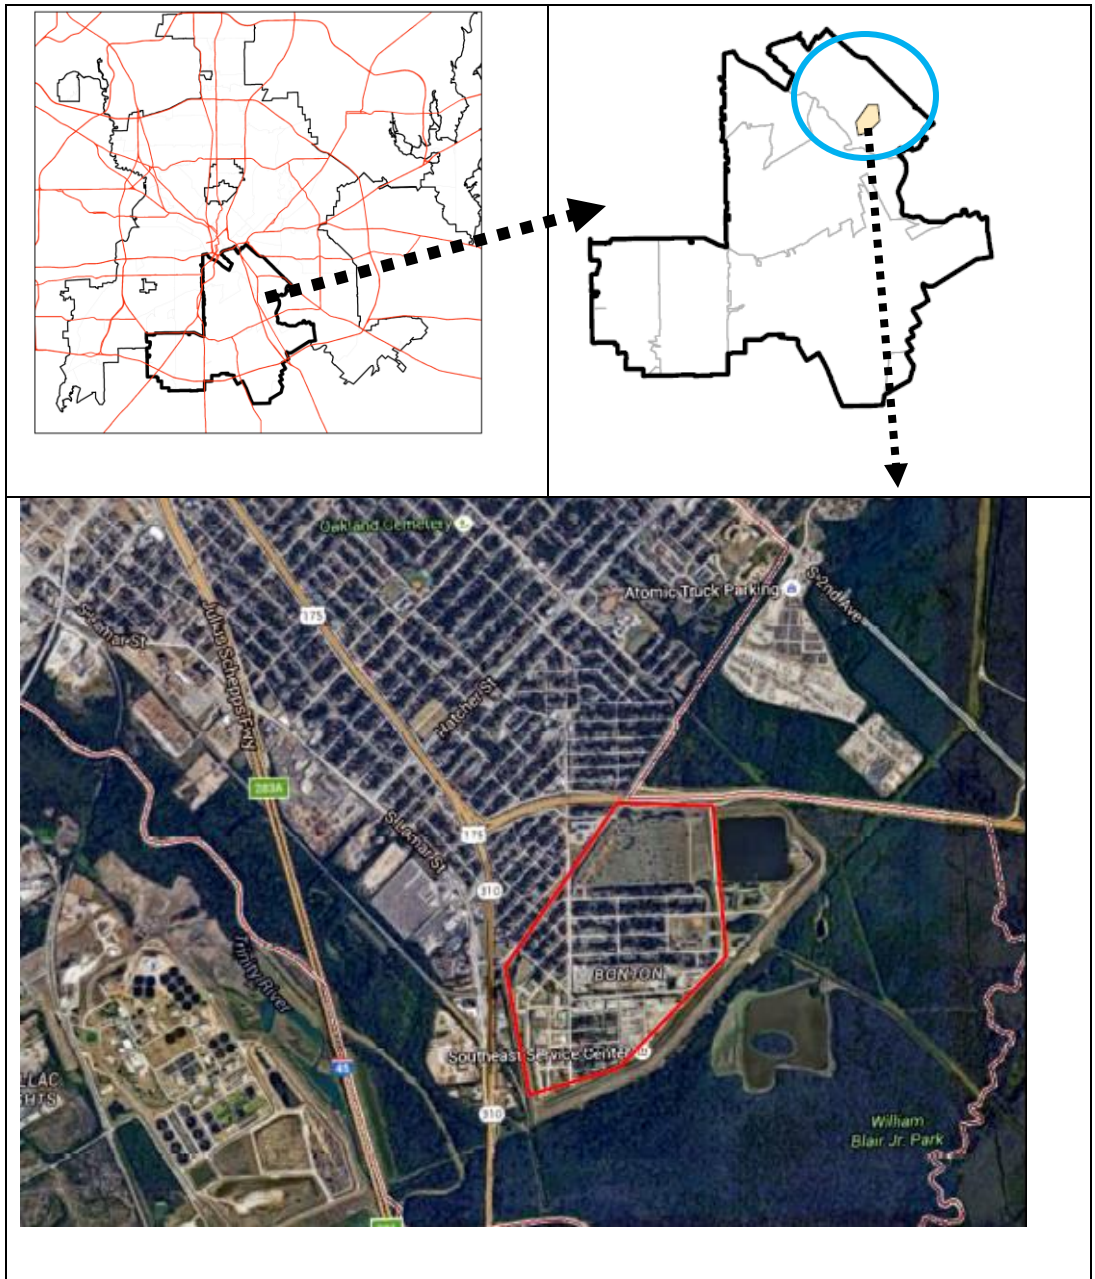 Oakland Cemetery
Atomic Truck Parking
S 2nd Ave
175
S Lamar St
Julius Schepps Fwy
Hatcher St
283A
S Lamar St
175
310
BONTON
Trinity River
Southeast Service Center
45
310
William
Blair Jr. Park